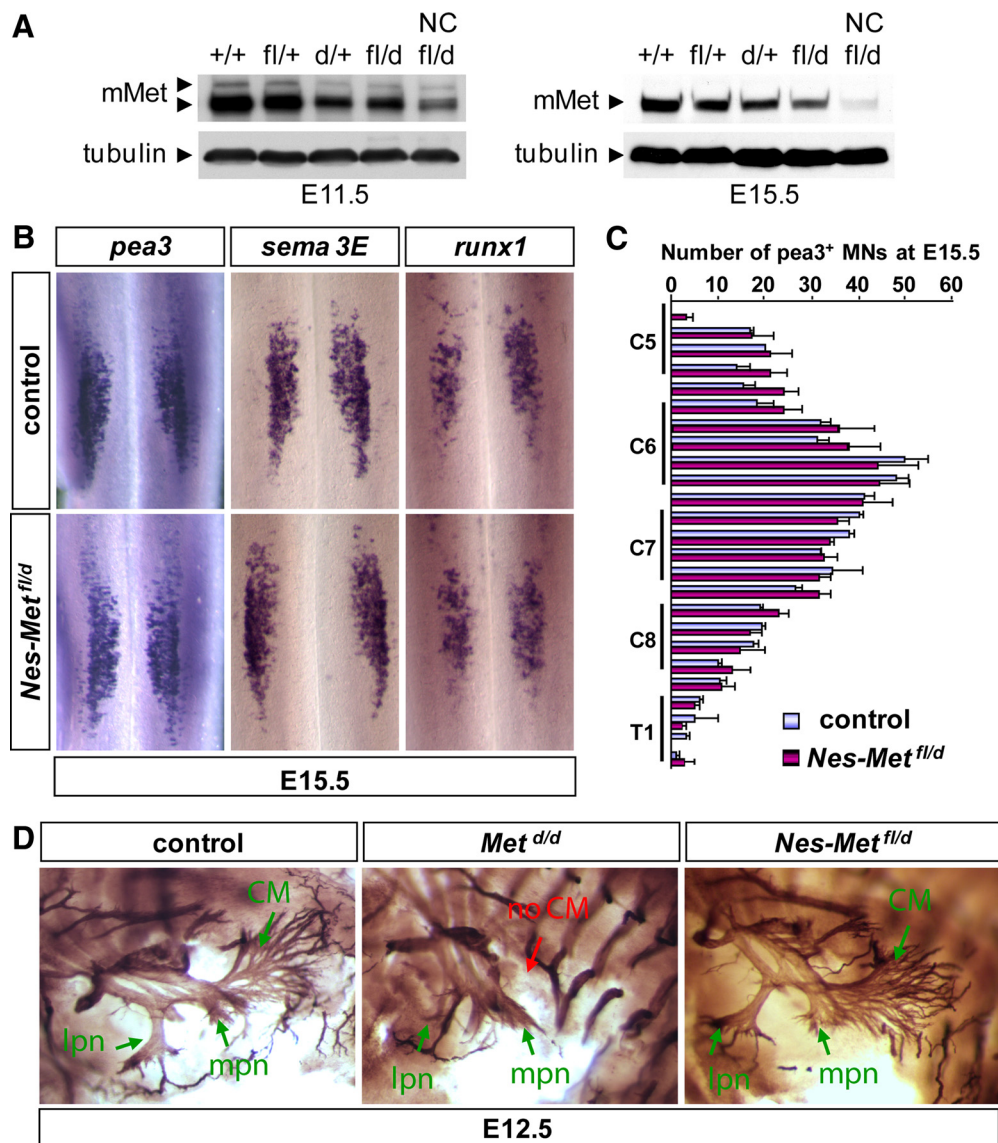 A
+/+ fl/+ d/+ fl/d NC fl/d
mMet
tubulin
E11.5
+/+ fl/+ d/+ fl/d NC fl/d
mMet
tubulin
E15.5
B
pea3 sema 3E runx1
control
Nes-Met fl/d
E15.5
C
Number of pea3+ MNs at E15.5
0 10 20 30 40 50 60
C5
C6
C7
C8
T1
control
Nes-Met fl/d
D
control Met d/d Nes-Met fl/d
CM
lpn
mpn
no CM
lpn
mpn
CM
lpn
mpn
E12.5